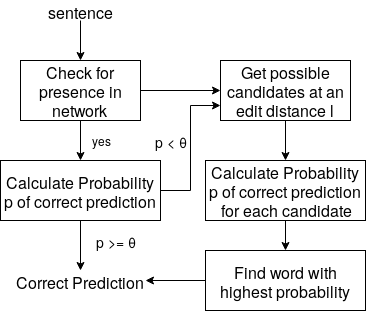 sentence
Check for
presence in
network
Get possible
candidates at an
edit distance l
yes
p < θ
Calculate Probability
p of correct prediction
Calculate Probability
p of correct prediction
for each candidate
p >= θ
Correct Prediction
Find word with
highest probability